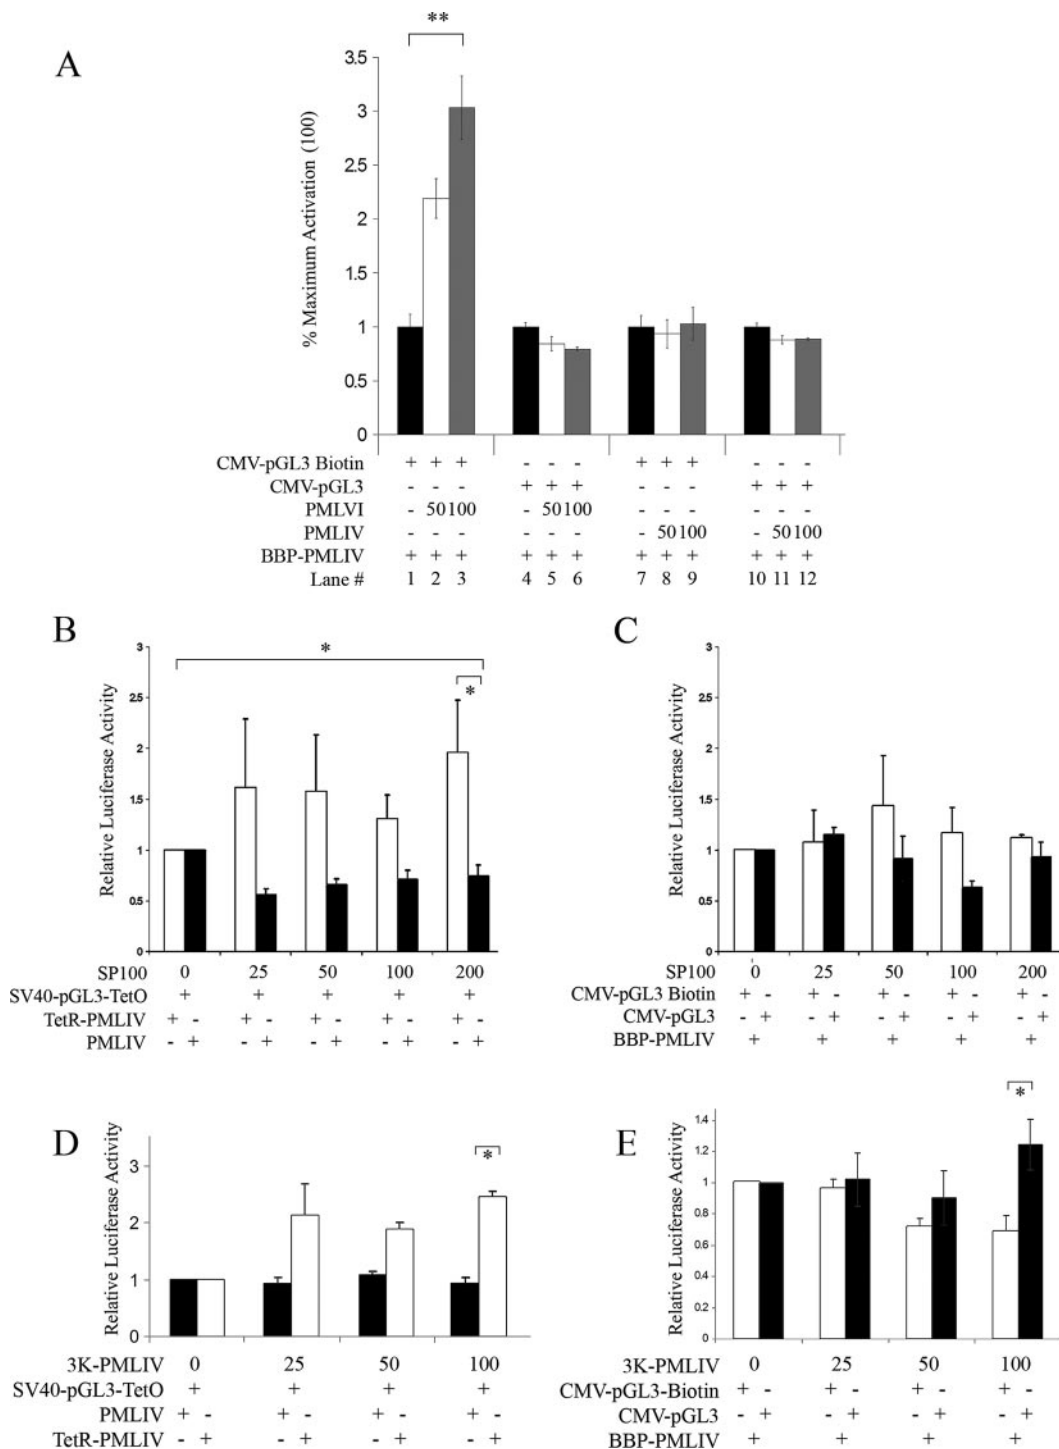 A
**
% Maximum Activation (100)
3.5
3
2.5
2
1.5
1
0.5
0
CMV-pGL3 Biotin + + + - - - + + + - - -
CMV-pGL3 - - - + + + - - - + + +
PMLVI - 50 100 - 50 100 - - - - - -
PMLIV - - - - - - - 50 100 - 50 100
BBP-PMLIV + + + + + + + + + + + +
Lane # 1 2 3 4 5 6 7 8 9 10 11 12
B
*
*
Relative Luciferase Activity
3
2.5
2
1.5
1
0.5
0
SP100 0 25 50 100 200
SV40-pGL3-TetO + + + + +
TetR-PMLIV + - + - + - + - + -
PMLIV - + - + - + - + - +
C
Relative Luciferase Activity
3
2.5
2
1.5
1
0.5
0
SP100 0 25 50 100 200
CMV-pGL3 Biotin + - + - + - + - + -
CMV-pGL3 - + - + - + - + - +
BBP-PMLIV + + + + +
D
*
Relative Luciferase Activity
3
2
1
0
3K-PMLIV 0 25 50 100
SV40-pGL3-TetO + + + +
PMLIV + - + - + - + -
TetR-PMLIV - + - + - + - +
E
*
Relative Luciferase Activity
1.4
1.2
1
0.8
0.6
0.4
0.2
0
3K-PMLIV 0 25 50 100
CMV-pGL3-Biotin + - + - + - + -
CMV-pGL3 - + - + - + - +
BBP-PMLIV + + + +